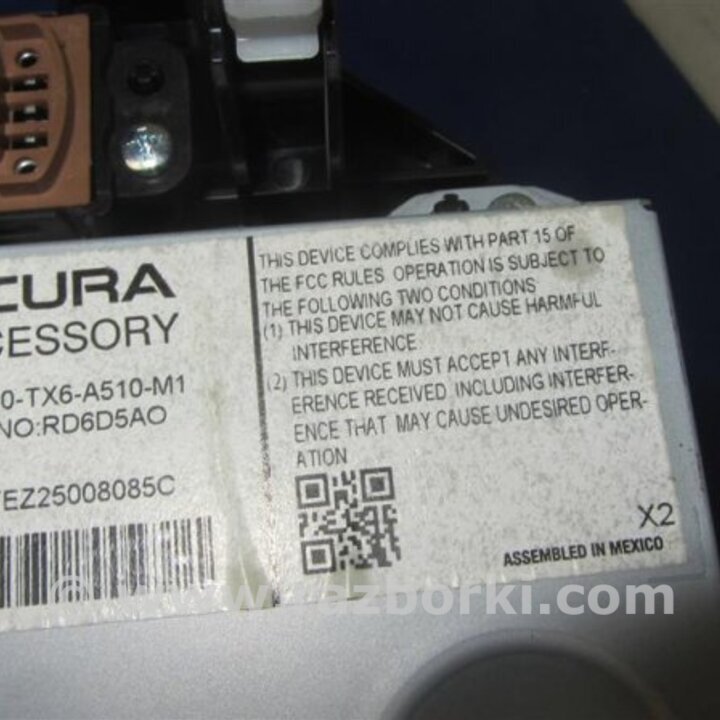 CURA
CESSORY
0-TX6-A510-M1
NO:RD6D5AO
EZ25008085C
THIS DEVICE COMPLIES WITH PART 15 OF
THE FCC RULES OPERATION IS SUBJECT TO
THE FOLLOWING TWO CONDITIONS
(1) THIS DEVICE MAY NOT CAUSE HARMFUL
INTERFERENCE
(2) THIS DEVICE MUST ACCEPT ANY INTERF-
ERENCE RECEIVED INCLUDING INTERFER-
ENCE THAT MAY CAUSE UNDESIRED OPER-
ATION
X2
ASSEMBLED IN MEXICO
© www.razborki.com